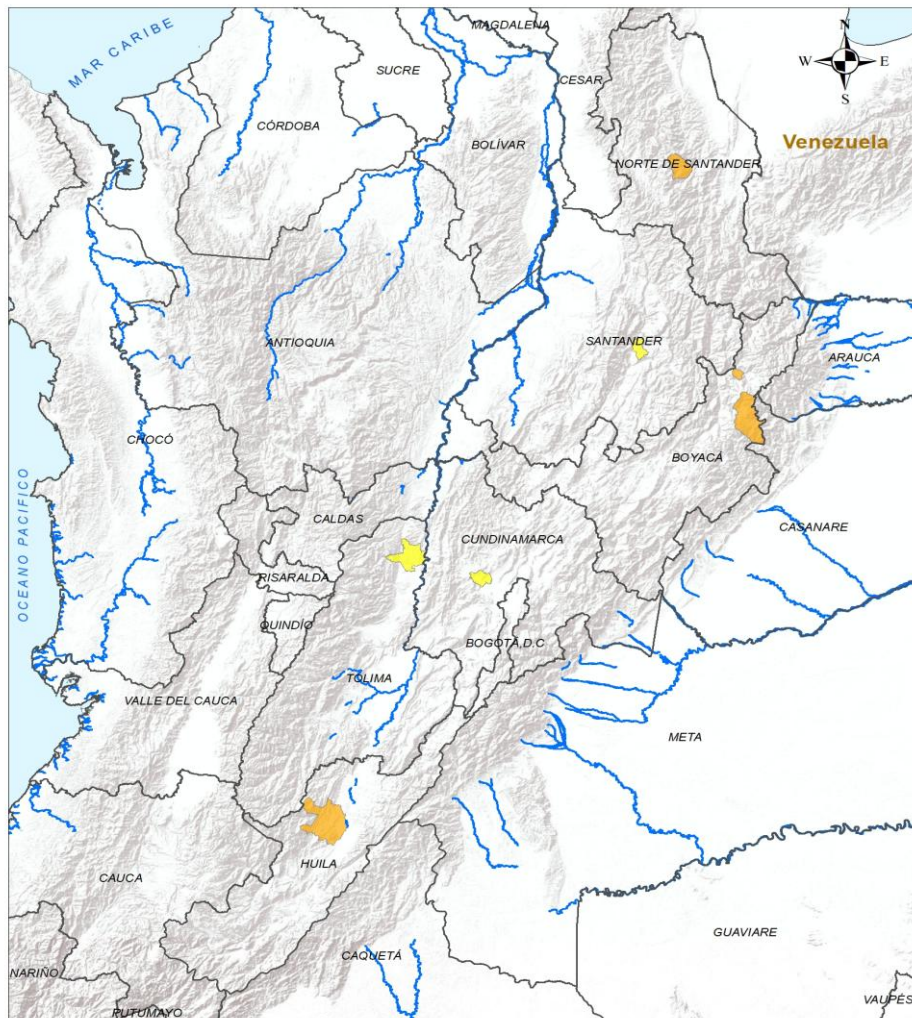 MAGDALENA
MAR CARIBE
N
W E
S
SUCRE
CESAR
CÓRDOBA
BOLÍVAR
Venezuela
NORTE DE SANTANDER
ANTIOQUIA
SANTANDER
ARAUCA
CHOCÓ
BOYACÁ
OCEANO PACIFICO
CALDAS
CUNDINAMARCA
CASANARE
RISARALDA
QUINDÍO
BOGOTÁ,D.C
TOLIMA
VALLE DEL CAUCA
META
HUILA
CAUCA
GUAVIARE
CAQUETÁ
NARIÑO
VAUPÉS
PUTUMAYO